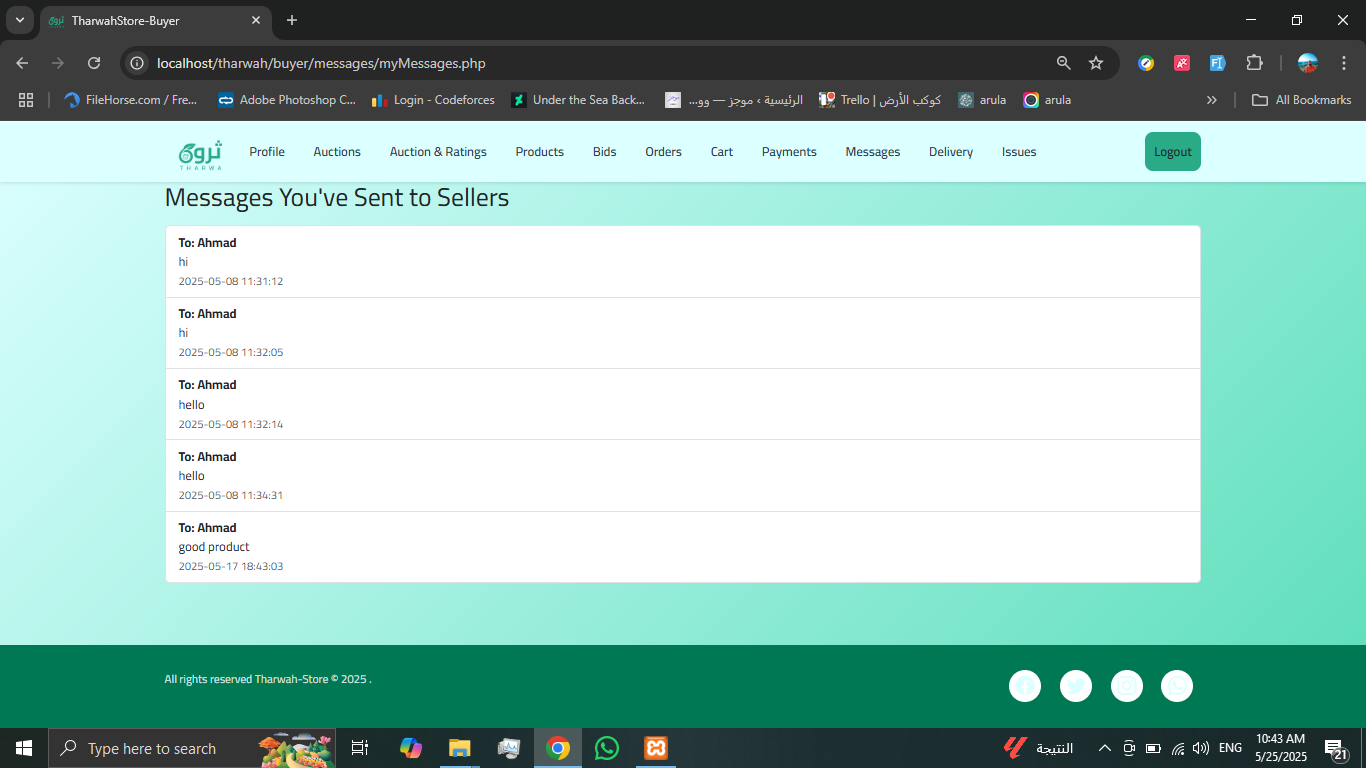 TharwahStore-Buyer
localhost/tharwah/buyer/messages/myMessages.php
FileHorse.com / Fre...
Adobe Photoshop C...
Login - Codeforces
Under the Sea Back...
الرئيسية › موجز — وو...
Trello | كوكب الأرض
arula
arula
All Bookmarks
ثروة
THARWA
Profile
Auctions
Auction & Ratings
Products
Bids
Orders
Cart
Payments
Messages
Delivery
Issues
Logout
Messages You've Sent to Sellers
To: Ahmad
hi
2025-05-08 11:31:12
To: Ahmad
hi
2025-05-08 11:32:05
To: Ahmad
hello
2025-05-08 11:32:14
To: Ahmad
hello
2025-05-08 11:34:31
To: Ahmad
good product
2025-05-17 18:43:03
All rights reserved Tharwah-Store © 2025 .
Type here to search
النتيجة
ENG
10:43 AM
5/25/2025
21